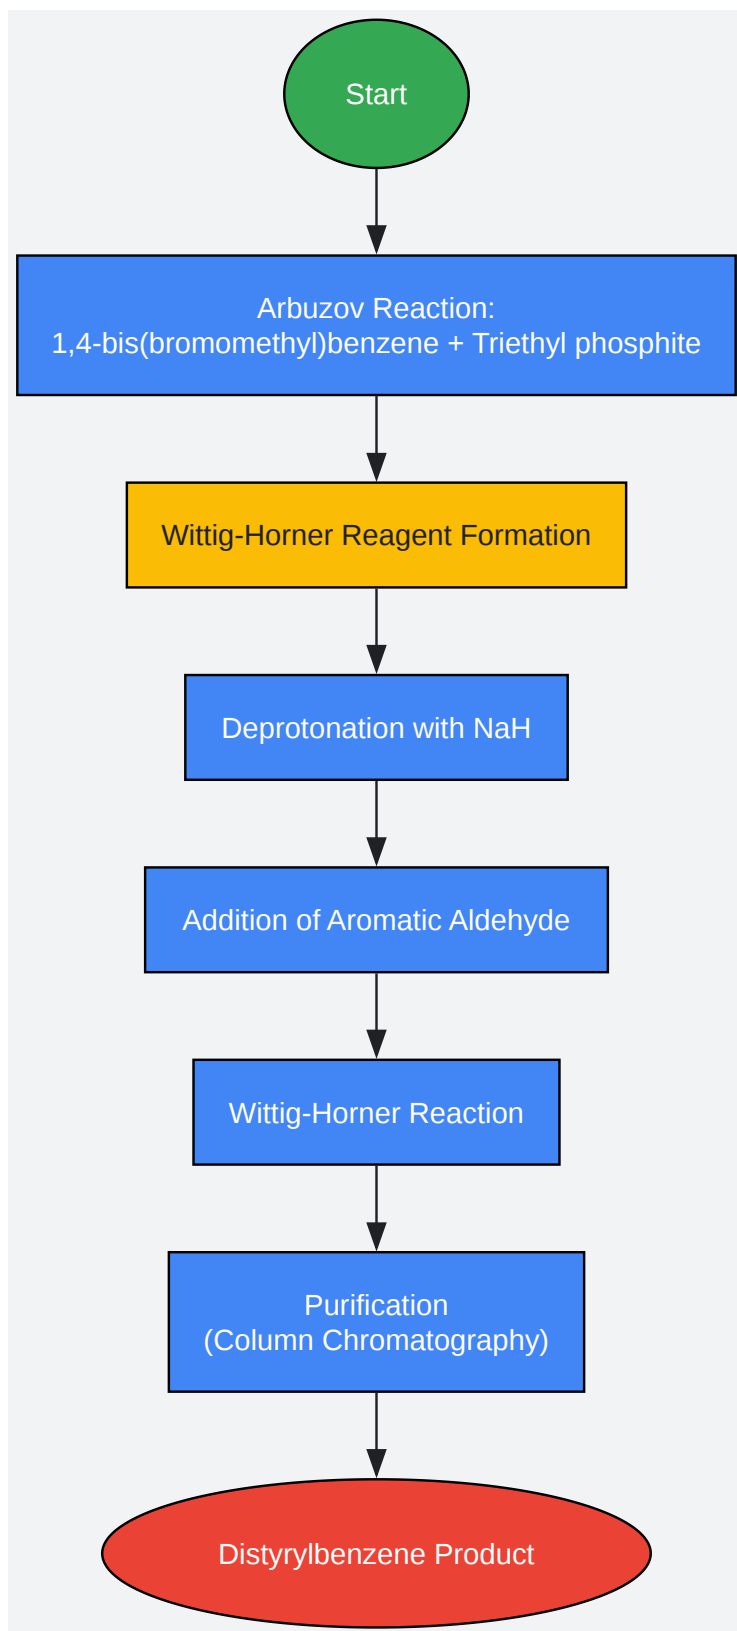 Start
Arbuzov Reaction:
1,4-bis(bromomethyl)benzene + Triethyl phosphite
Wittig-Horner Reagent Formation
Deprotonation with NaH
Addition of Aromatic Aldehyde
Wittig-Horner Reaction
Purification
(Column Chromatography)
Distyrylbenzene Product